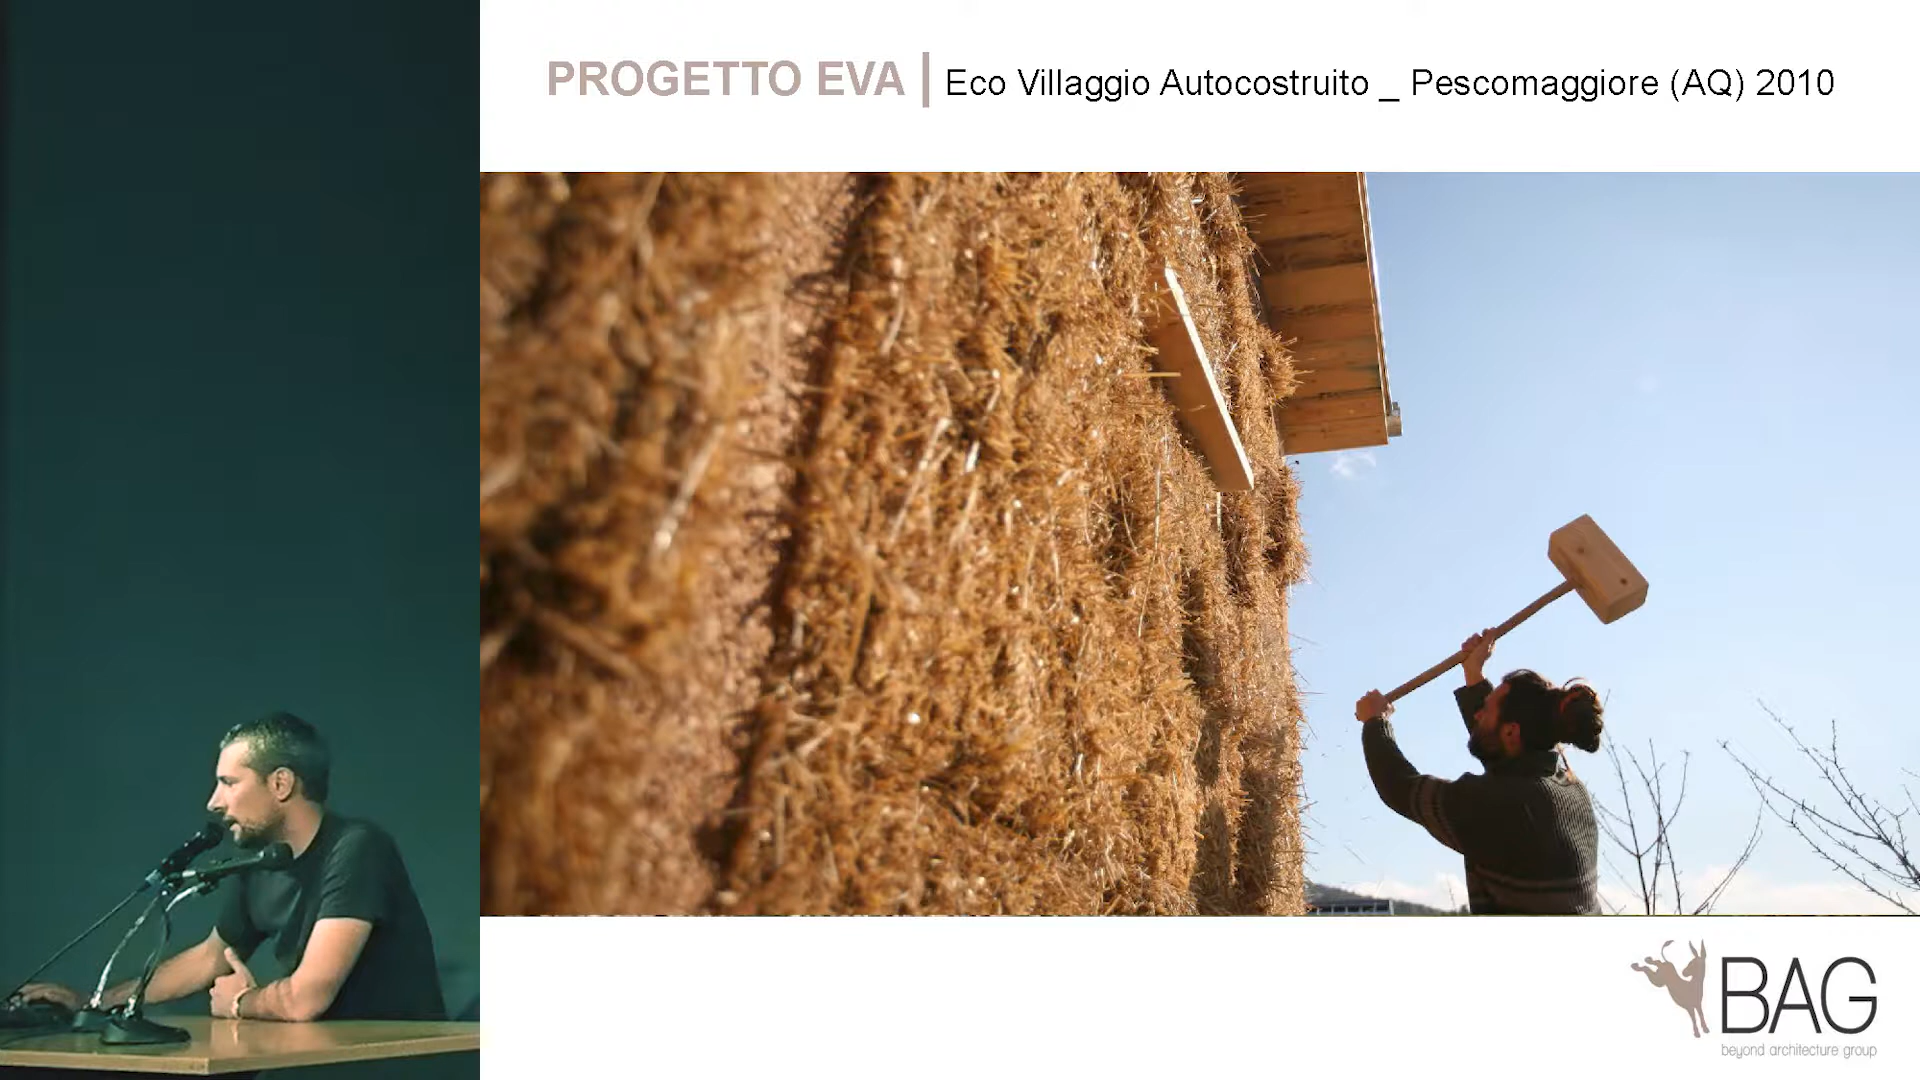 PROGETTO EVA | Eco Villaggio Autocostruito _ Pescomaggiore (AQ) 2010
BAG
beyond architecture group